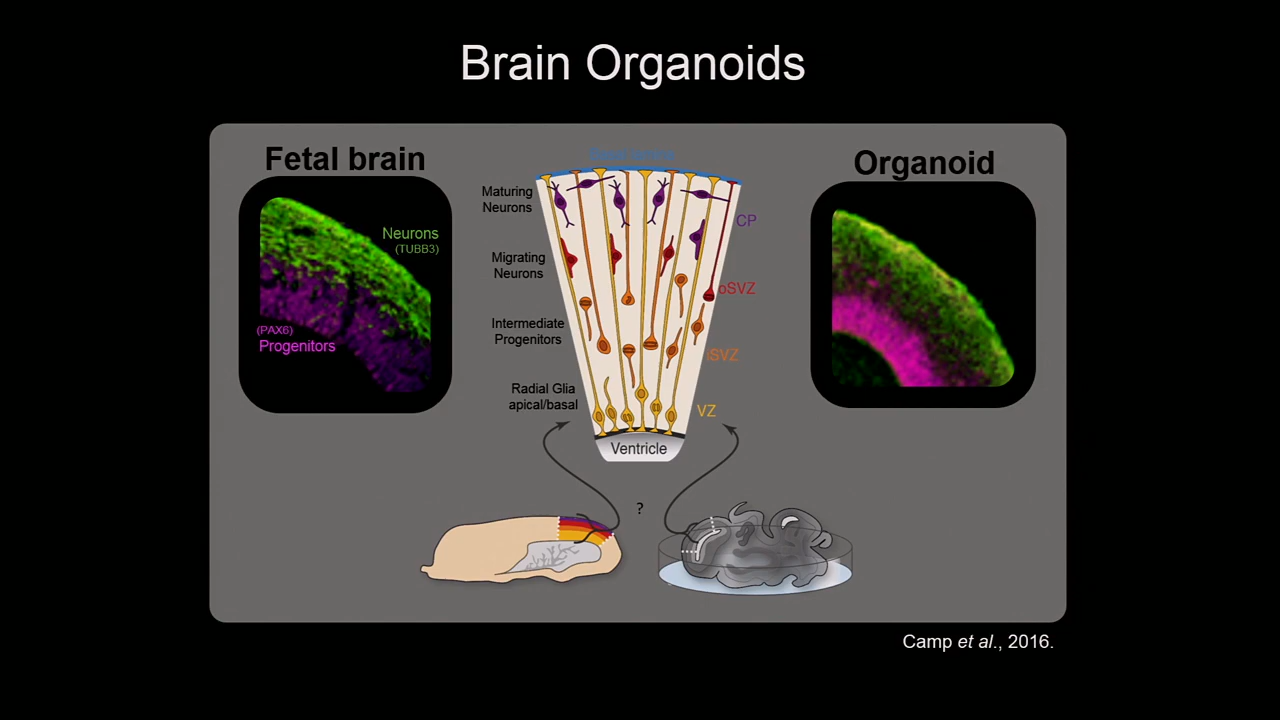 Brain Organoids
Fetal brain
Neurons
(TUBB3)
(PAX6)
Progenitors
Maturing
Neurons
Migrating
Neurons
Intermediate
Progenitors
Radial Glia
apical/basal
CP
oSVZ
iSVZ
VZ
Ventricle
?
Organoid
Camp et al., 2016.